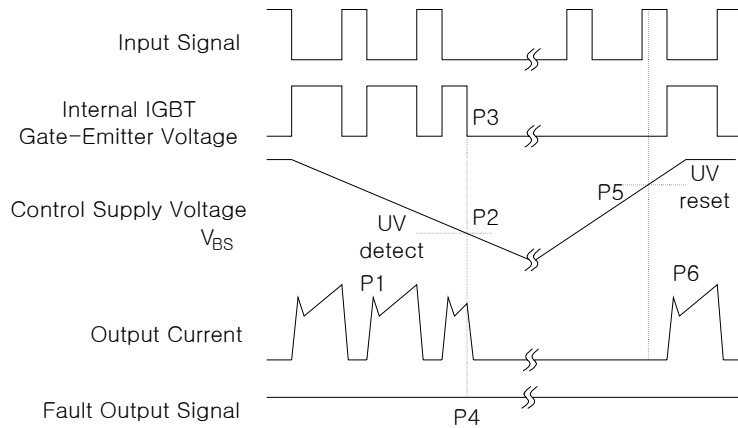 Input Signal
Internal IGBT
Gate-Emitter Voltage
P3
Control Supply Voltage
VBS
UV
detect
P2
P5
UV
reset
P1
P6
Output Current
Fault Output Signal
P4